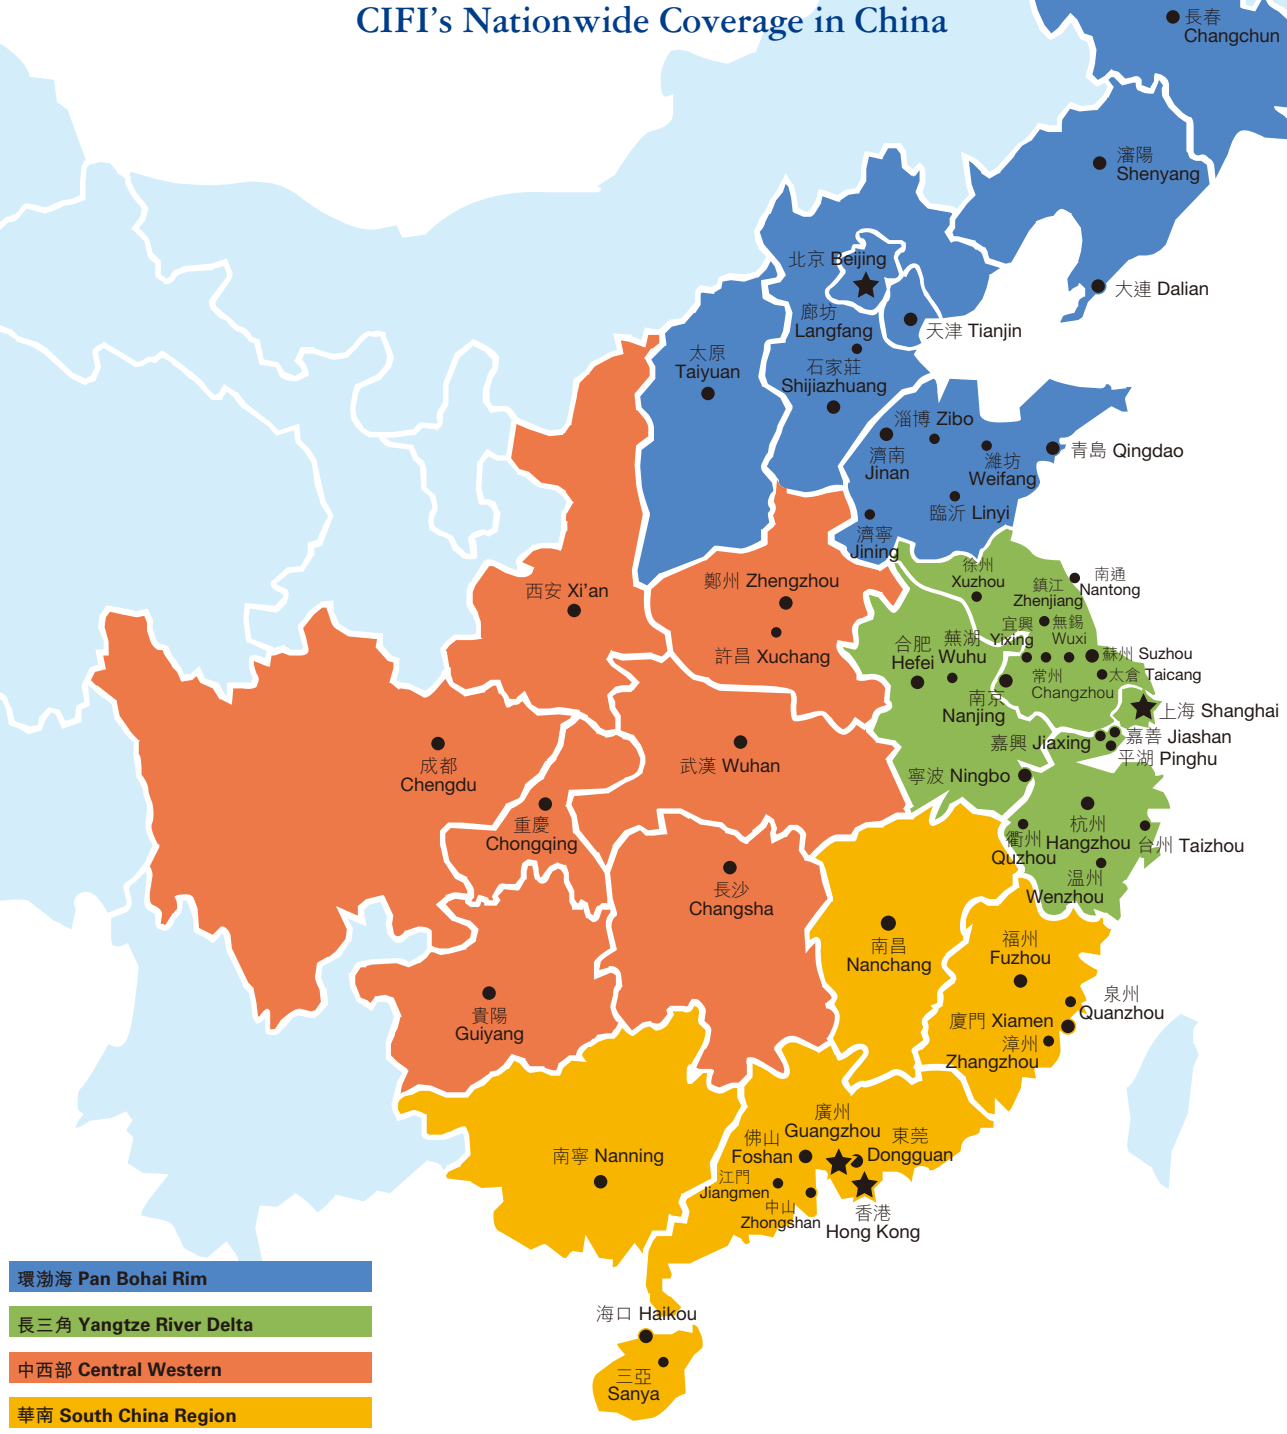 CIFI's Nationwide Coverage in China
長春
Changchun
瀋陽
Shenyang
北京 Beijing
大連 Dalian
廊坊
Langfang
天津 Tianjin
太原
Taiyuan
石家莊
Shijiazhuang
淄博 Zibo
濟南
Jinan
濰坊
Weifang
青島 Qingdao
臨沂 Linyi
濟寧
Jining
西安 Xi'an
鄭州 Zhengzhou
許昌 Xuchang
徐州
Xuzhou
南通
Nantong
鎮江
Zhenjiang
宜興
Yixing
無錫
Wuxi
合肥
Hefei
蕪湖
Wuhu
蘇州 Suzhou
太倉 Taicang
常州
Changzhou
南京
Nanjing
上海 Shanghai
嘉興 Jiaxing
嘉善 Jiashan
平湖 Pinghu
寧波 Ningbo
成都
Chengdu
武漢 Wuhan
重慶
Chongqing
杭州
Hangzhou
衢州
Quzhou
台州 Taizhou
温州
Wenzhou
長沙
Changsha
南昌
Nanchang
福州
Fuzhou
泉州
Quanzhou
廈門 Xiamen
漳州
Zhangzhou
貴陽
Guiyang
廣州
Guangzhou
佛山
Foshan
東莞
Dongguan
南寧 Nanning
江門
Jiangmen
中山
Zhongshan
香港
Hong Kong
海口 Haikou
三亞
Sanya
環渤海 Pan Bohai Rim
長三角 Yangtze River Delta
中西部 Central Western
華南 South China Region